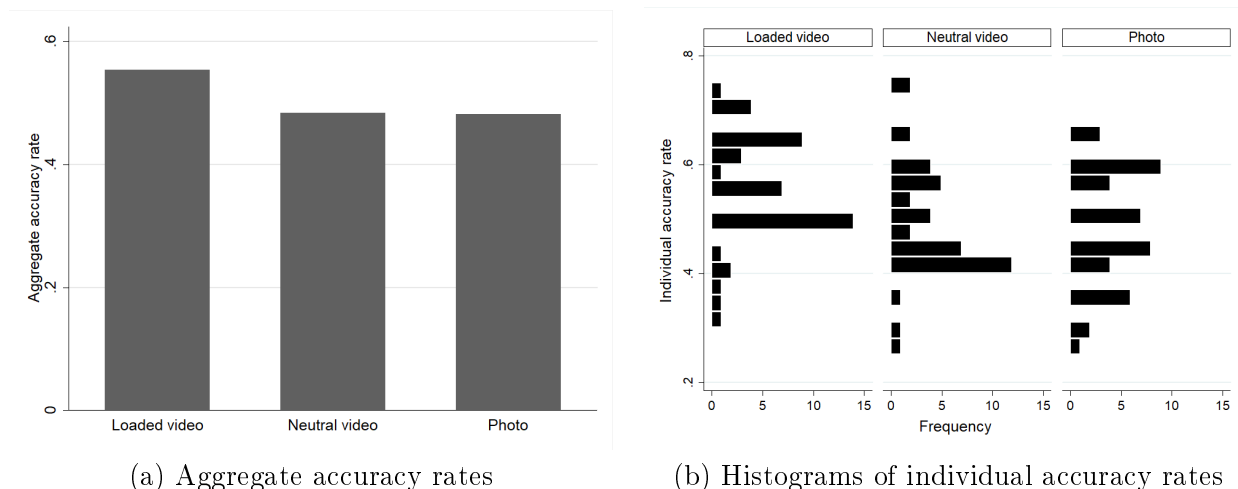 Aggregate accuracy rate
.6
.4
.2
0
Loaded video Neutral video Photo
(a) Aggregate accuracy rates
Loaded video Neutral video Photo
Individual accuracy rate
.8
.6
.4
.2
0 5 10 15 0 5 10 15 0 5 10 15
Frequency
(b) Histograms of individual accuracy rates